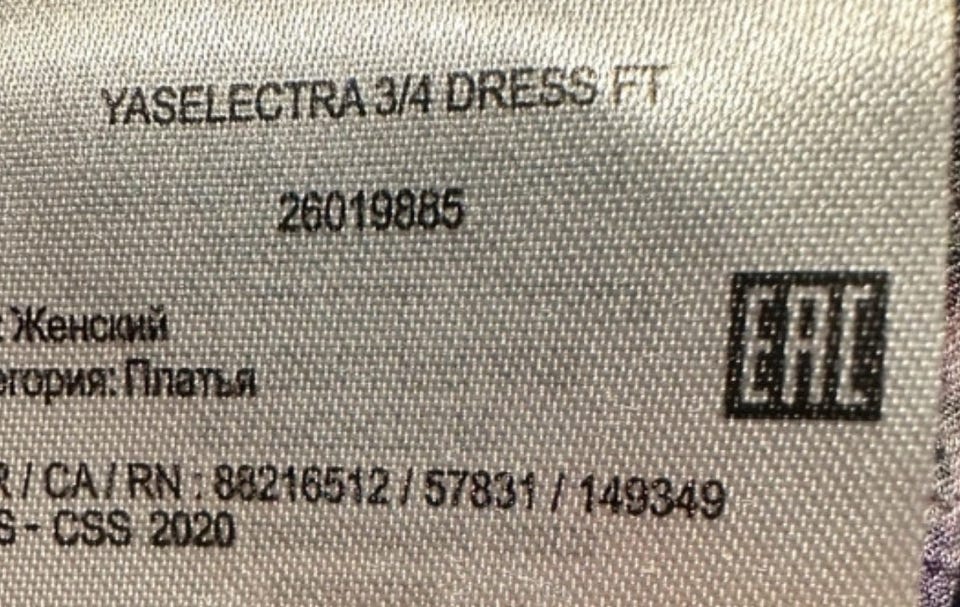 YASELECTRA 3/4 DRESS FT
26019885
: Женский
егория: Платья
EAC
R / CA / RN : 88216512 / 57831 / 149349
S - CSS 2020